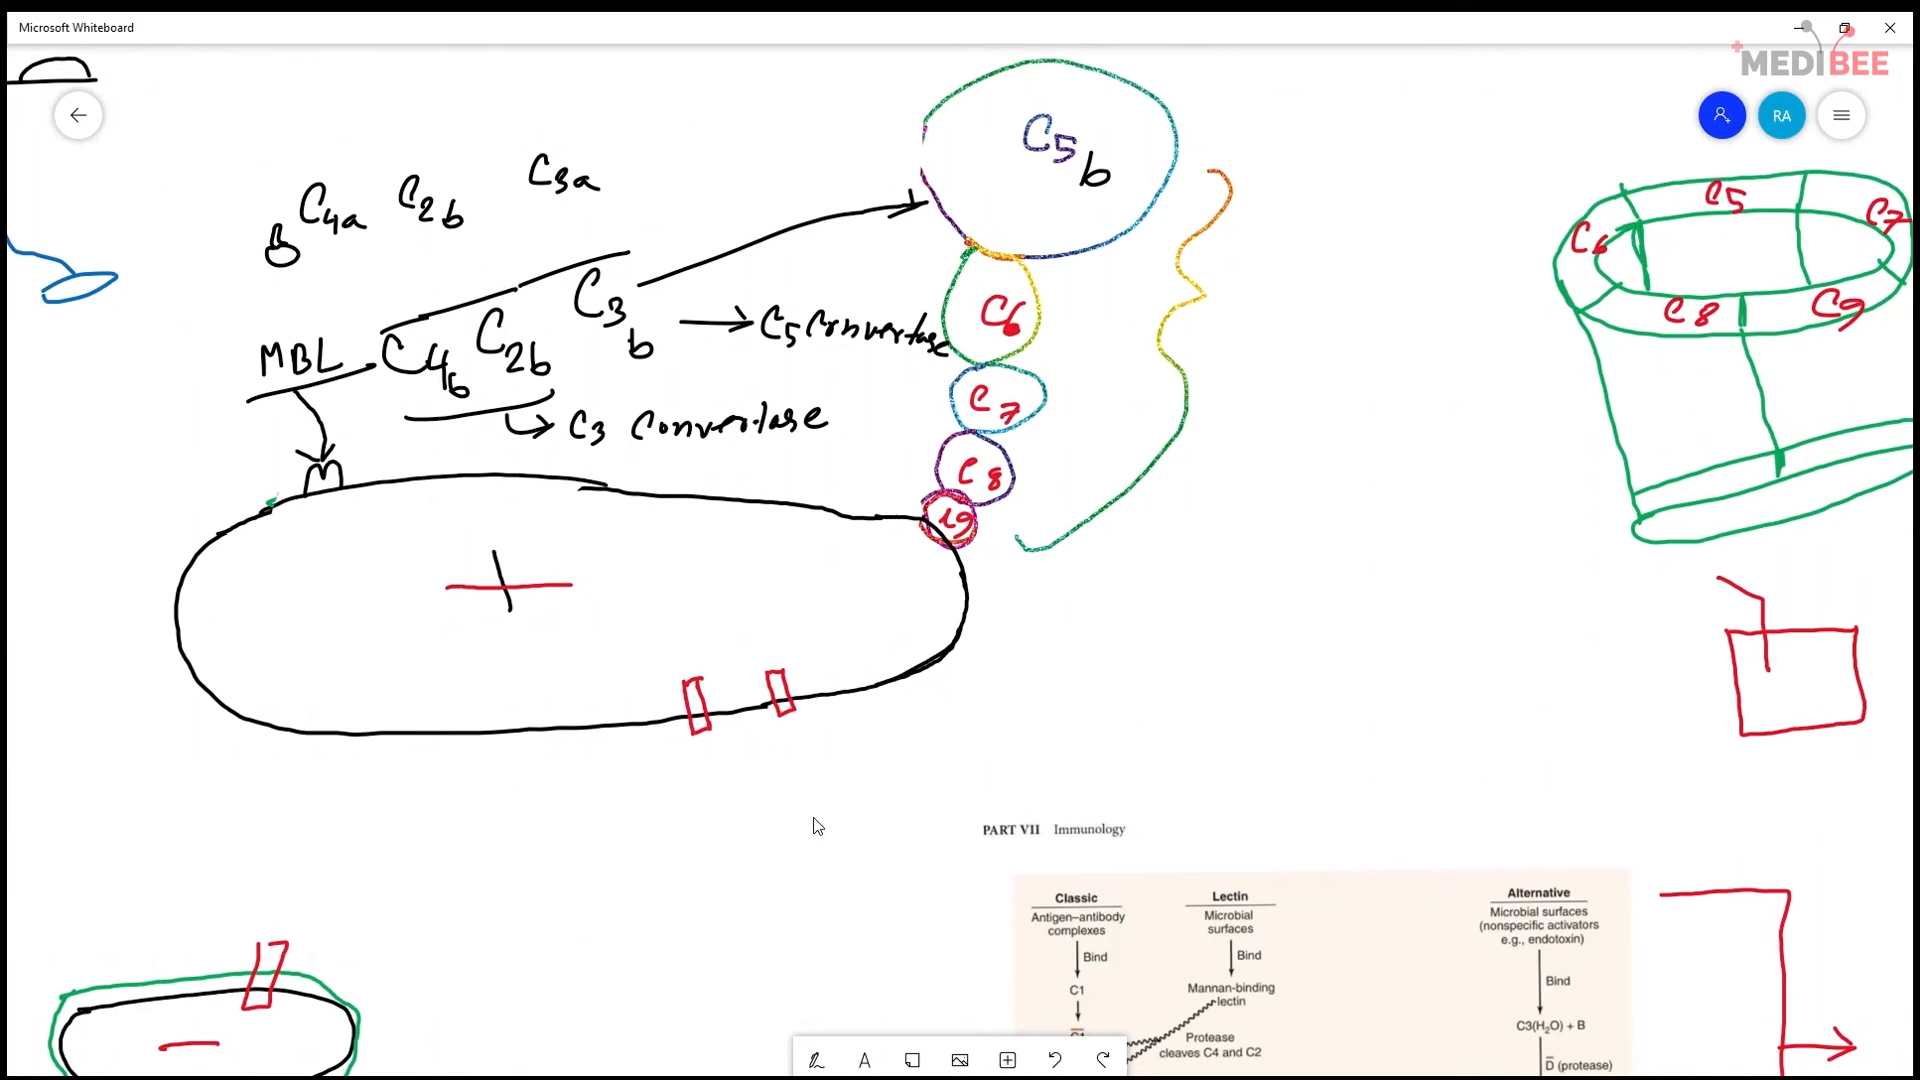 Microsoft Whiteboard
MEDIBEE
RA
C5b
C3a
C4a C2b
C5
C7
C6
C8 C9
C3b
C6
C5 Convertase
C4b C2b
MBL
C7
C3 Convertase
M
C8
C9
+
PART VII Immunology
Classic
Antigen–antibody
complexes
Bind
C1
C1
Lectin
Microbial
surfaces
Bind
Mannan-binding
lectin
Protease
cleaves C4 and C2
Alternative
Microbial surfaces
(nonspecific activators
e.g., endotoxin)
Bind
C3(H₂O) + B
D̅ (protease)
A